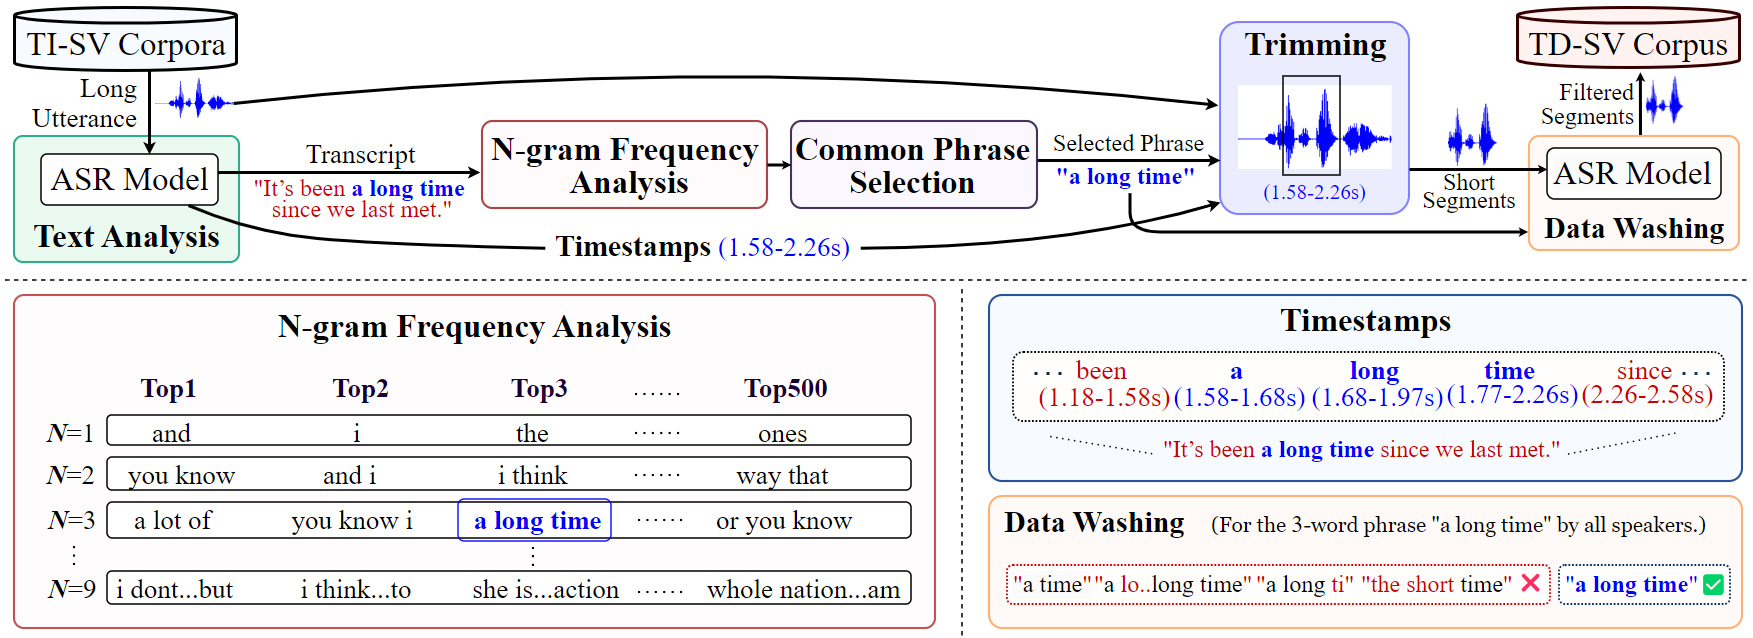 TI-SV Corpora
Long
Utterance
ASR Model
Text Analysis
Transcript
"It's been a long time
since we last met."
N-gram Frequency
Analysis
Common Phrase
Selection
Selected Phrase
"a long time"
Timestamps (1.58-2.26s)
Trimming
(1.58-2.26s)
Short
Segments
TD-SV Corpus
Filtered
Segments
ASR Model
Data Washing
N-gram Frequency Analysis
Top1 Top2 Top3 ······ Top500
N=1 and i the ······ ones
N=2 you know and i i think ······ way that
N=3 a lot of you know i a long time ······ or you know
N=9 i dont...but i think...to she is...action ······ whole nation...am
Timestamps
··· been a long time since ···
(1.18-1.58s) (1.58-1.68s) (1.68-1.97s) (1.77-2.26s) (2.26-2.58s)
"It's been a long time since we last met."
Data Washing (For the 3-word phrase "a long time" by all speakers.)
"a time" "a lo..long time" "a long ti" "the short time" ❌ "a long time" ✅